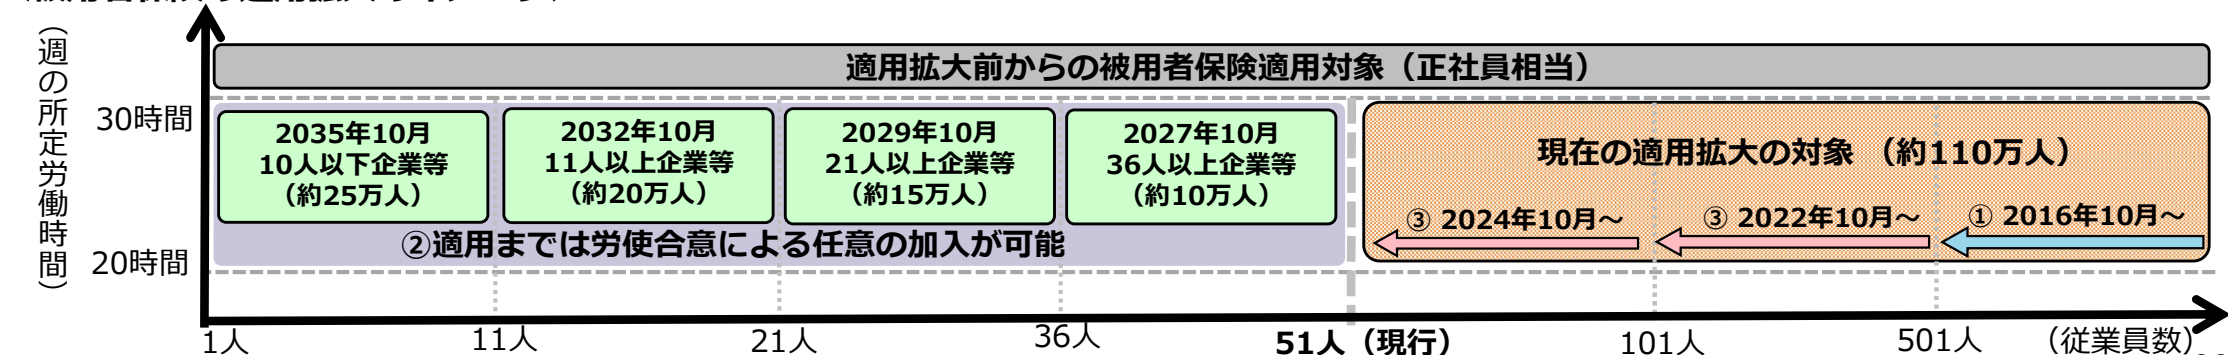 （週の所定労働時間）
適用拡大前からの被用者保険適用対象（正社員相当）
30時間
2035年10月
10人以下企業等
（約25万人）
2032年10月
11人以上企業等
（約20万人）
2029年10月
21人以上企業等
（約15万人）
2027年10月
36人以上企業等
（約10万人）
現在の適用拡大の対象 （約110万人）
③ 2024年10月～
③ 2022年10月～
① 2016年10月～
②適用までは労使合意による任意の加入が可能
20時間
1人
11人
21人
36人
51人（現行）
101人
501人
（従業員数）